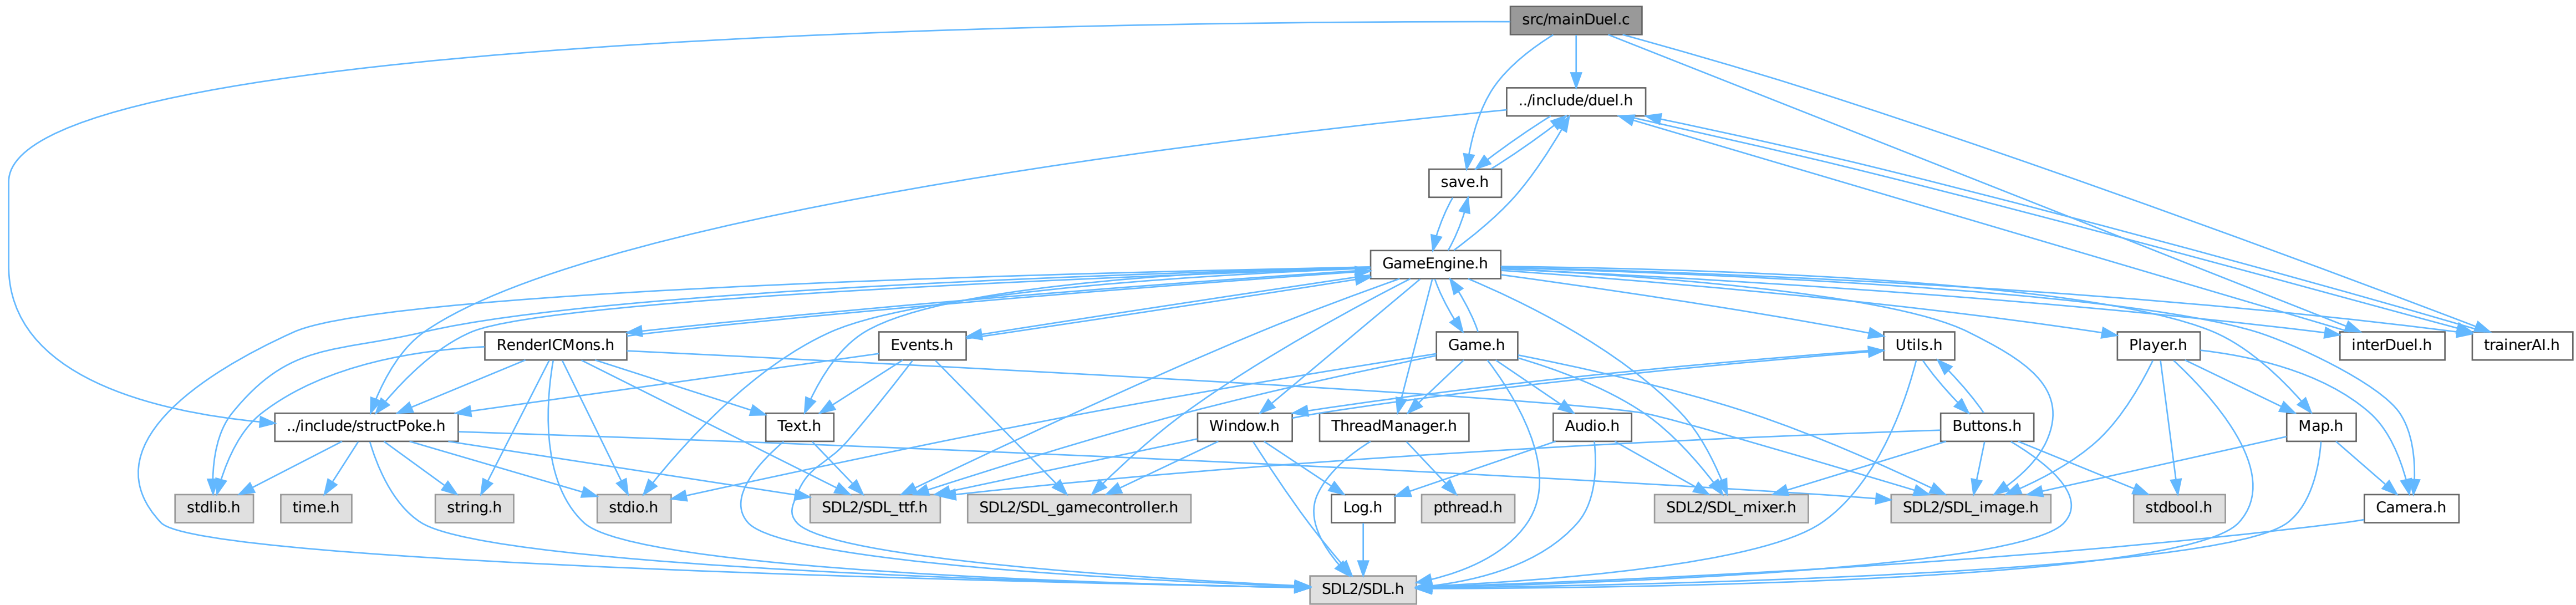 src/mainDuel.c
../include/duel.h
save.h
GameEngine.h
RenderICMons.h
Events.h
Game.h
Utils.h
Player.h
interDuel.h
trainerAI.h
../include/structPoke.h
Text.h
Window.h
ThreadManager.h
Audio.h
Buttons.h
Map.h
stdlib.h
time.h
string.h
stdio.h
SDL2/SDL_ttf.h
SDL2/SDL_gamecontroller.h
Log.h
pthread.h
SDL2/SDL_mixer.h
SDL2/SDL_image.h
stdbool.h
Camera.h
SDL2/SDL.h